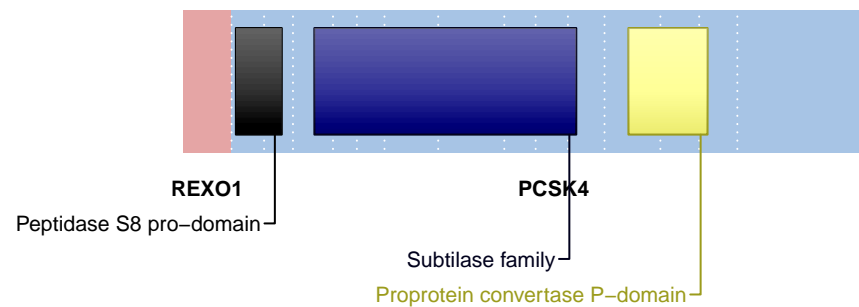 REXO1 PCSK4
Peptidase S8 pro−domain
Subtilase family
Proprotein convertase P−domain